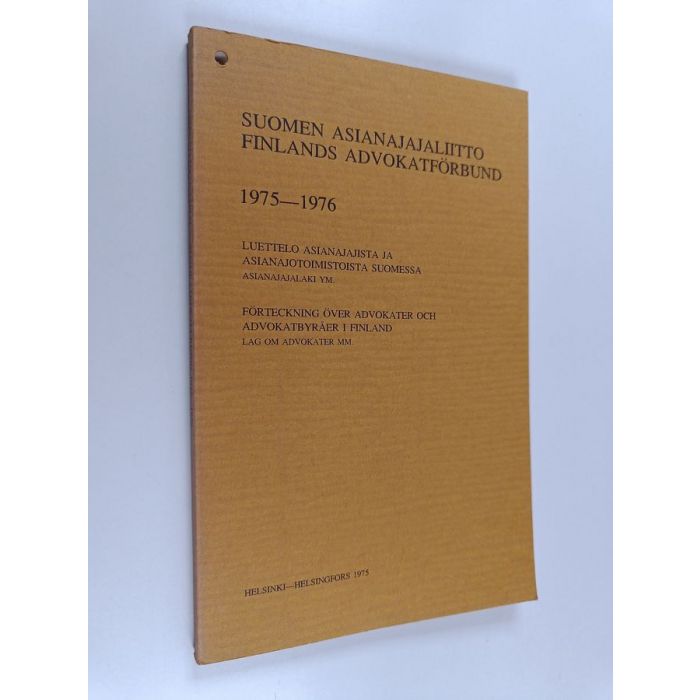 SUOMEN ASIANAJAJALIITTO
FINLANDS ADVOKATFÖRBUND
1975—1976
LUETTELO ASIANAJAJISTA JA
ASIANAJOTOIMISTOISTA SUOMESSA
ASIANAJAJALAKI YM.
FÖRTECKNING ÖVER ADVOKATER OCH
ADVOKATBYRÅER I FINLAND
LAG OM ADVOKATER MM.
HELSINKI—HELSINGFORS 1975